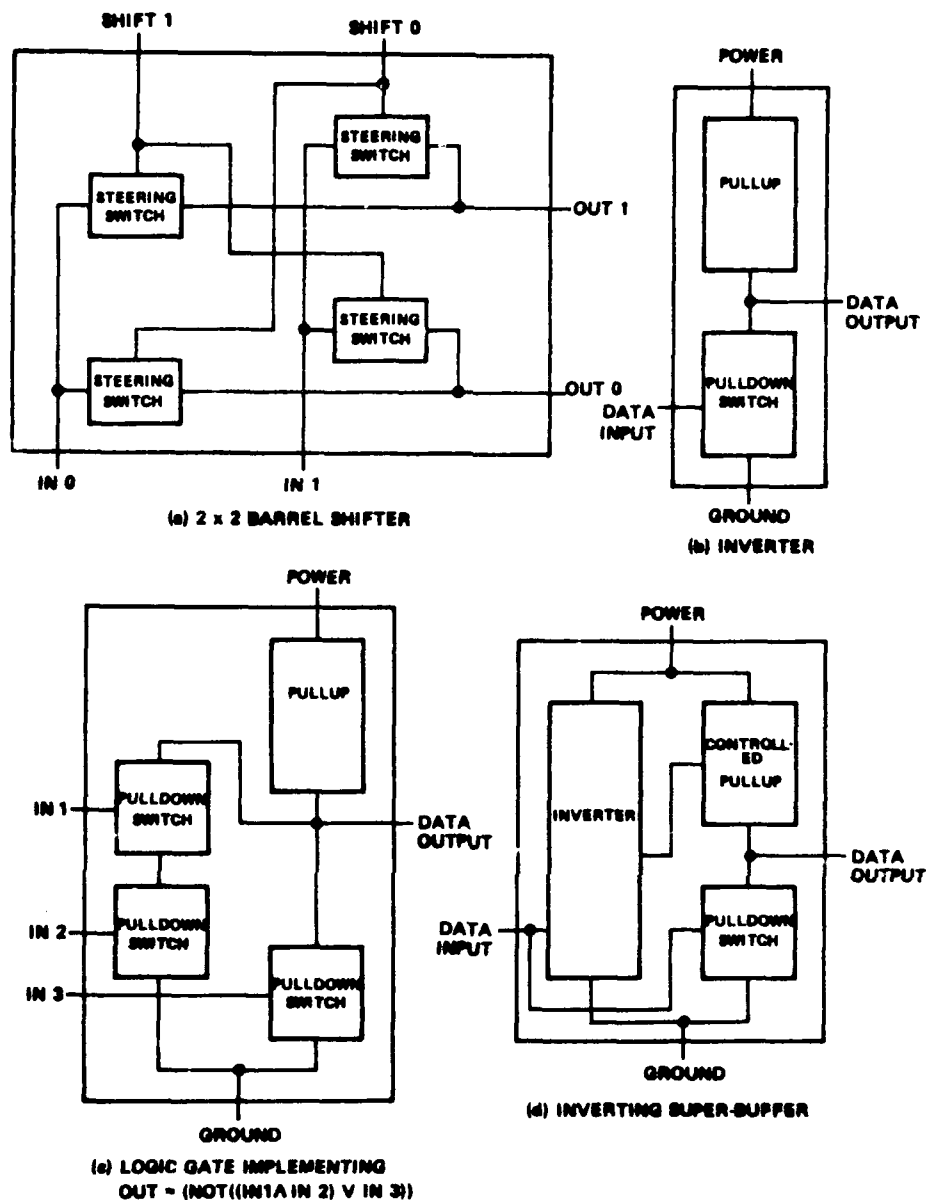 SHIFT 1
SHIFT 0
STEERING
SWITCH
STEERING
SWITCH
OUT 1
STEERING
SWITCH
STEERING
SWITCH
OUT 0
IN 0
IN 1
(a) 2 x 2 BARREL SHIFTER
POWER
PULLUP
DATA
OUTPUT
PULLDOWN
SWITCH
DATA
INPUT
GROUND
(b) INVERTER
POWER
PULLUP
IN 1
PULLDOWN
SWITCH
DATA
OUTPUT
IN 2
PULLDOWN
SWITCH
IN 3
PULLDOWN
SWITCH
GROUND
(c) LOGIC GATE IMPLEMENTING
OUT = (NOT((IN1 Λ IN 2) V IN 3))
POWER
CONTROLL-
ED
PULLUP
INVERTER
DATA
OUTPUT
DATA
INPUT
PULLDOWN
SWITCH
GROUND
(d) INVERTING SUPER-BUFFER